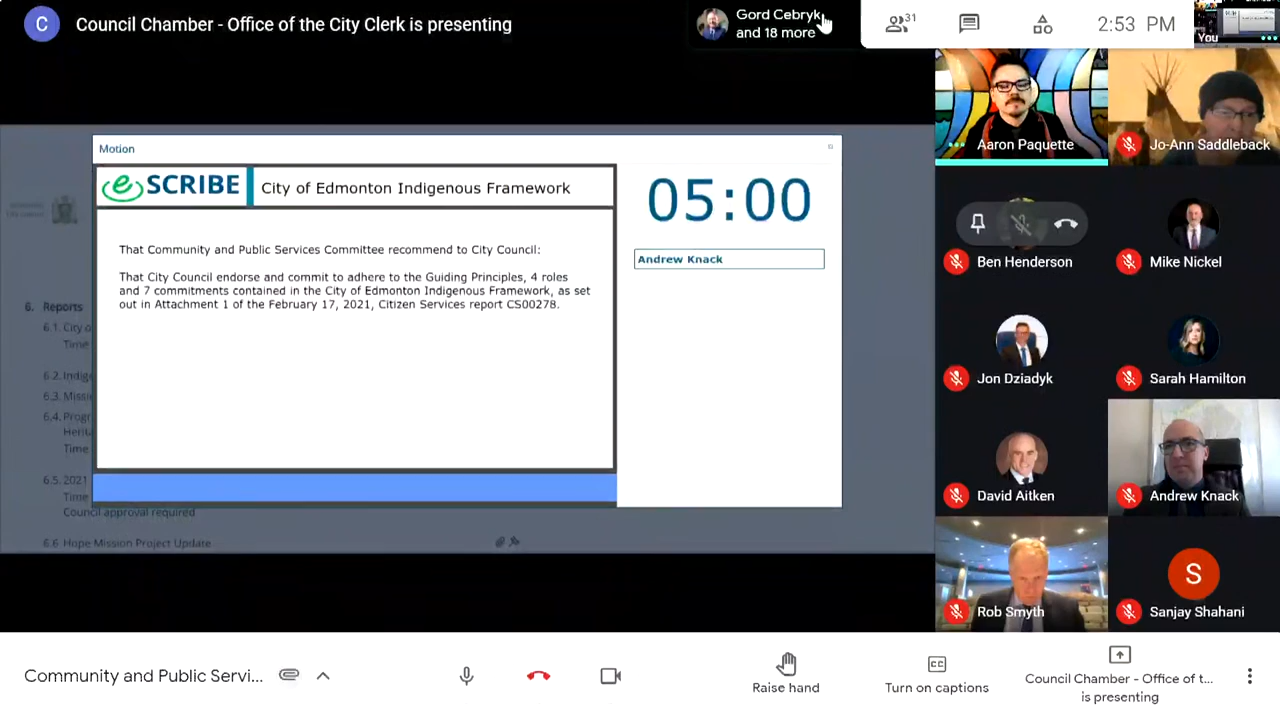 C
Council Chamber - Office of the City Clerk is presenting
Gord Cebryk
and 18 more
31
2:53 PM
You
Motion
eSCRIBE
City of Edmonton Indigenous Framework
That Community and Public Services Committee recommend to City Council:
That City Council endorse and commit to adhere to the Guiding Principles, 4 roles
and 7 commitments contained in the City of Edmonton Indigenous Framework, as set
out in Attachment 1 of the February 17, 2021, Citizen Services report CS00278.
05:00
Andrew Knack
6. Reports
6.1. City o
Time
6.2. Indig
6.3. Missi
6.4. Progr
Herita
Time
6.5. 2021
Time
Council approval required
6.6 Hope Mission Project Update
Aaron Paquette
Jo-Ann Saddleback
Ben Henderson
Mike Nickel
Jon Dziadyk
Sarah Hamilton
David Aitken
Andrew Knack
Rob Smyth
S
Sanjay Shahani
Community and Public Servi...
Raise hand
CC
Turn on captions
Council Chamber - Office of t...
is presenting